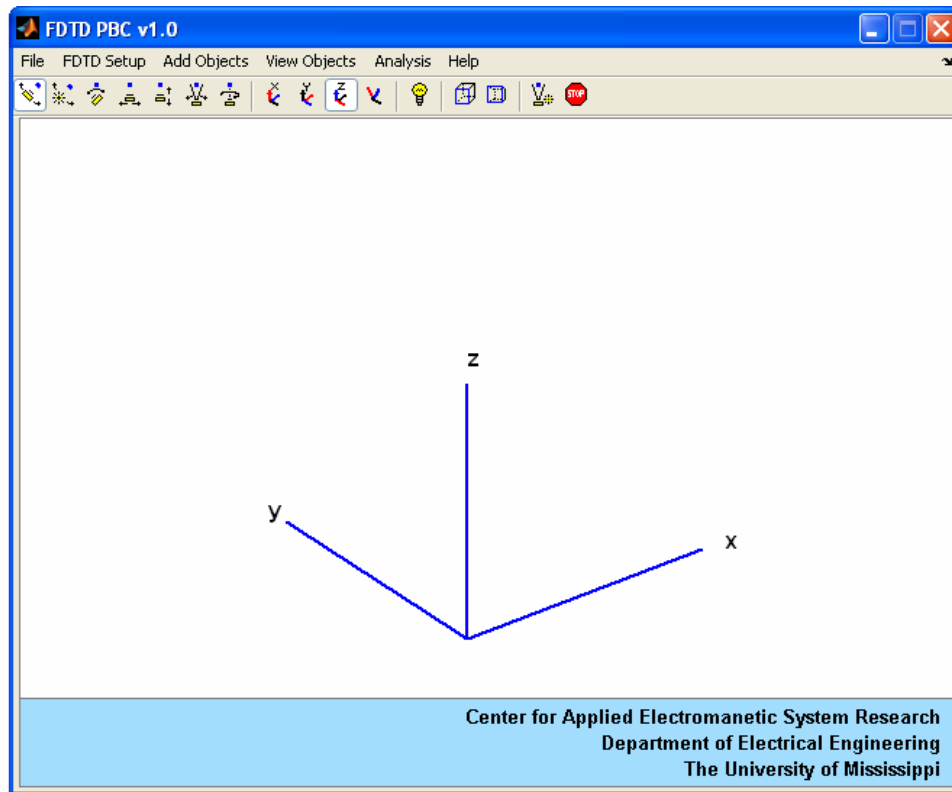 FDTD PBC v1.0
File FDTD Setup Add Objects View Objects Analysis Help
X Y Z STOP
z
y
x
Center for Applied Electromanetic System Research
Department of Electrical Engineering
The University of Mississippi